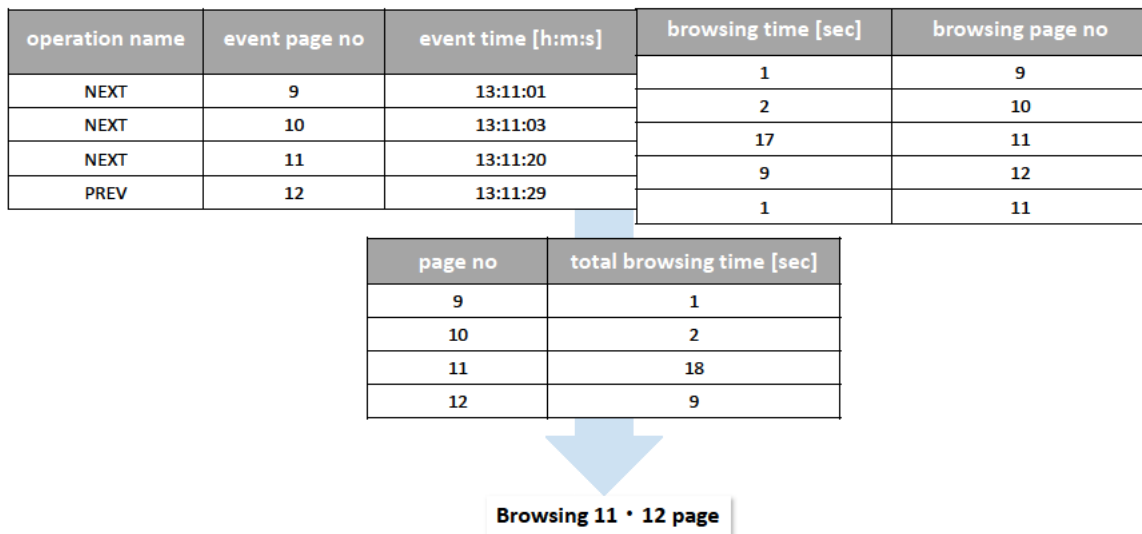 operation name event page no event time [h:m:s]
NEXT 9 13:11:01
NEXT 10 13:11:03
NEXT 11 13:11:20
PREV 12 13:11:29
browsing time [sec] browsing page no
1 9
2 10
17 11
9 12
1 11
page no total browsing time [sec]
9 1
10 2
11 18
12 9
Browsing 11・12 page